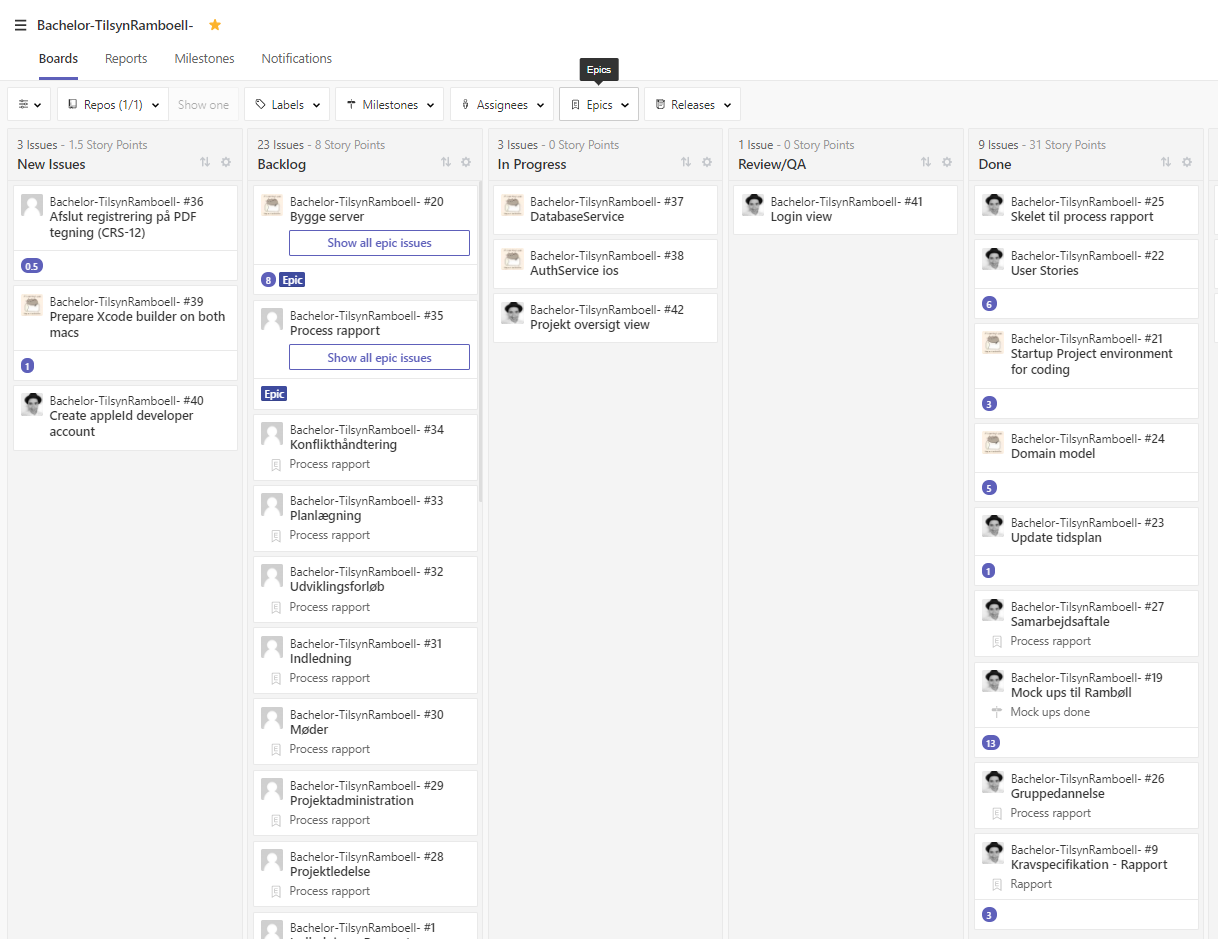 Bachelor-TilsynRamboell-
Boards Reports Milestones Notifications
Epics
Repos (1/1) Show one Labels Milestones Assignees Epics Releases
3 Issues - 1.5 Story Points
New Issues
Bachelor-TilsynRamboell- #36
Afslut registrering på PDF
tegning (CRS-12)
0.5
Bachelor-TilsynRamboell- #39
Prepare Xcode builder on both
macs
1
Bachelor-TilsynRamboell- #40
Create appleId developer
account
23 Issues - 8 Story Points
Backlog
Bachelor-TilsynRamboell- #20
Bygge server
Show all epic issues
8 Epic
Bachelor-TilsynRamboell- #35
Process rapport
Show all epic issues
Epic
Bachelor-TilsynRamboell- #34
Konflikthåndtering
Process rapport
Bachelor-TilsynRamboell- #33
Planlægning
Process rapport
Bachelor-TilsynRamboell- #32
Udviklingsforløb
Process rapport
Bachelor-TilsynRamboell- #31
Indledning
Process rapport
Bachelor-TilsynRamboell- #30
Møder
Process rapport
Bachelor-TilsynRamboell- #29
Projektadministration
Process rapport
Bachelor-TilsynRamboell- #28
Projektledelse
Process rapport
Bachelor-TilsynRamboell- #1
3 Issues - 0 Story Points
In Progress
Bachelor-TilsynRamboell- #37
DatabaseService
Bachelor-TilsynRamboell- #38
AuthService ios
Bachelor-TilsynRamboell- #42
Projekt oversigt view
1 Issue - 0 Story Points
Review/QA
Bachelor-TilsynRamboell- #41
Login view
9 Issues - 31 Story Points
Done
Bachelor-TilsynRamboell- #25
Skelet til process rapport
Bachelor-TilsynRamboell- #22
User Stories
6
Bachelor-TilsynRamboell- #21
Startup Project environment
for coding
3
Bachelor-TilsynRamboell- #24
Domain model
5
Bachelor-TilsynRamboell- #23
Update tidsplan
1
Bachelor-TilsynRamboell- #27
Samarbejdsaftale
Process rapport
Bachelor-TilsynRamboell- #19
Mock ups til Rambøll
Mock ups done
13
Bachelor-TilsynRamboell- #26
Gruppedannelse
Process rapport
Bachelor-TilsynRamboell- #9
Kravspecifikation - Rapport
Rapport
3